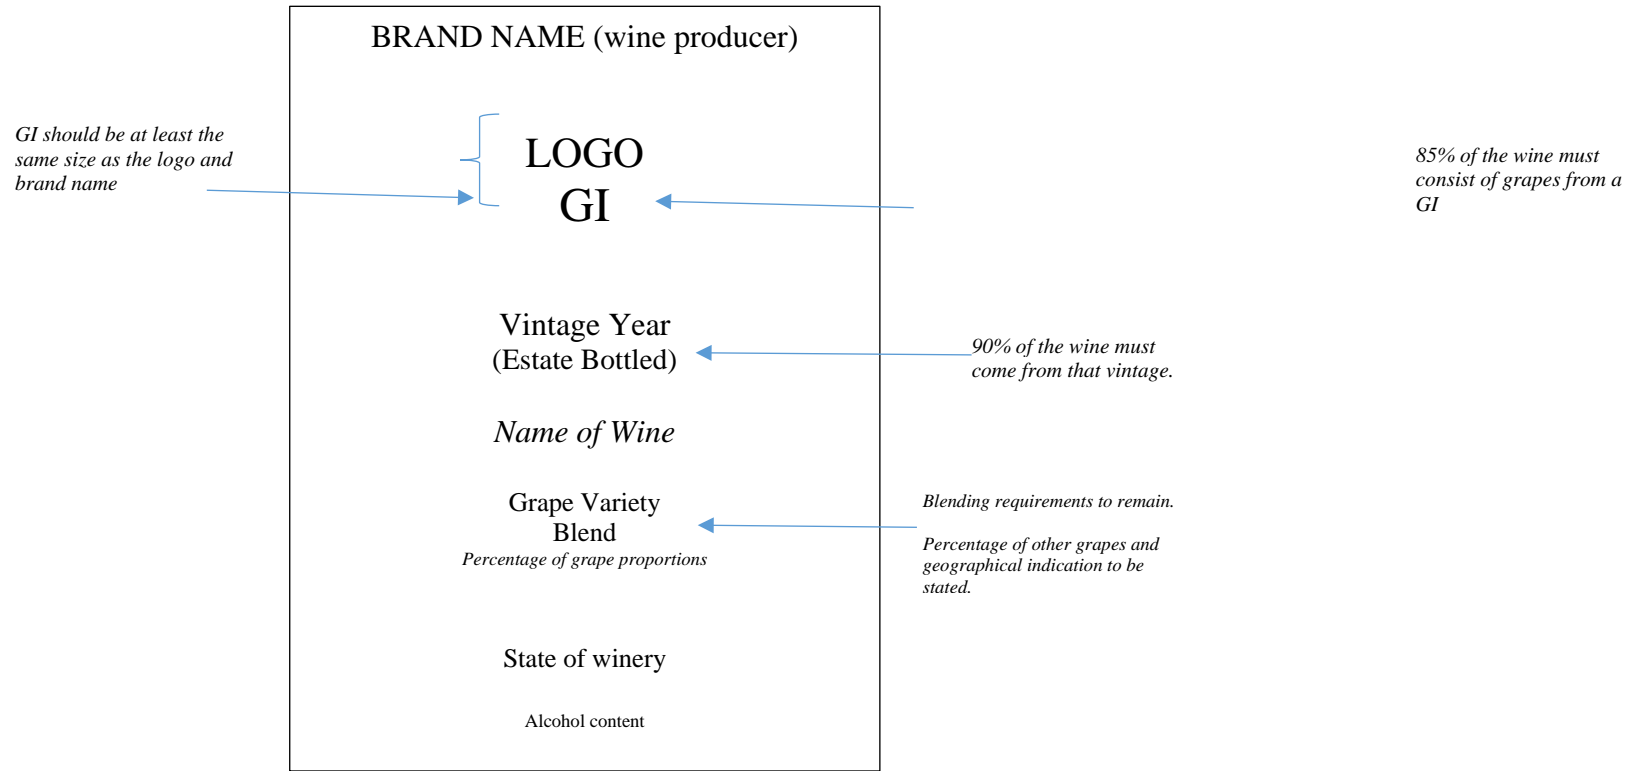 BRAND NAME (wine producer)
GI should be at least the
same size as the logo and
brand name
LOGO
GI
85% of the wine must
consist of grapes from a
GI
Vintage Year
(Estate Bottled)
90% of the wine must
come from that vintage.
Name of Wine
Grape Variety
Blend
Percentage of grape proportions
Blending requirements to remain.
Percentage of other grapes and
geographical indication to be
stated.
State of winery
Alcohol content